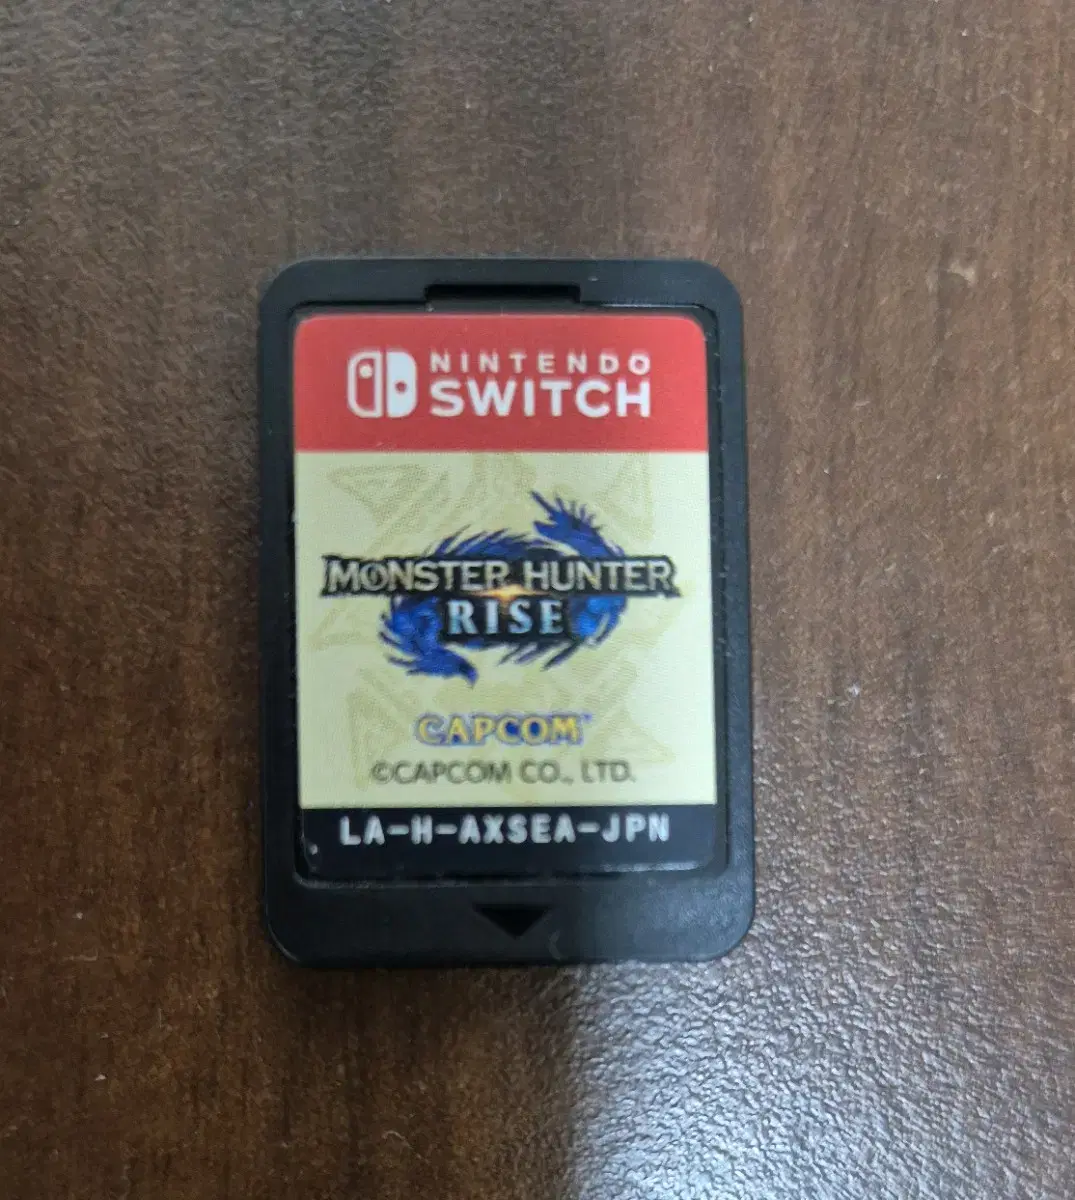 NINTENDO
SWITCH
MONSTER HUNTER
RISE
CAPCOM
©CAPCOM CO., LTD.
LA-H-AXSEA-JPN